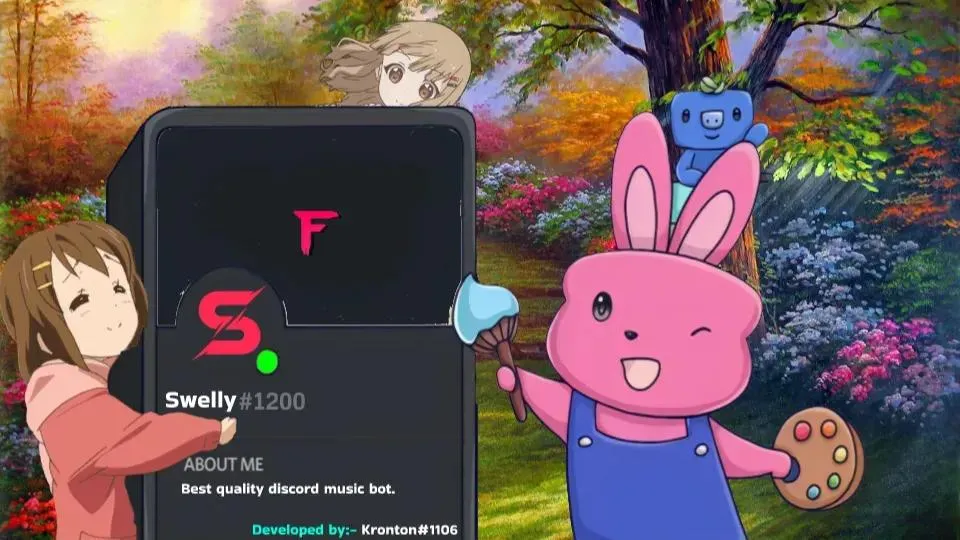 F
S
Swelly#1200
ABOUT ME
Best quality discord music bot.
Developed by:- Kronton#1106